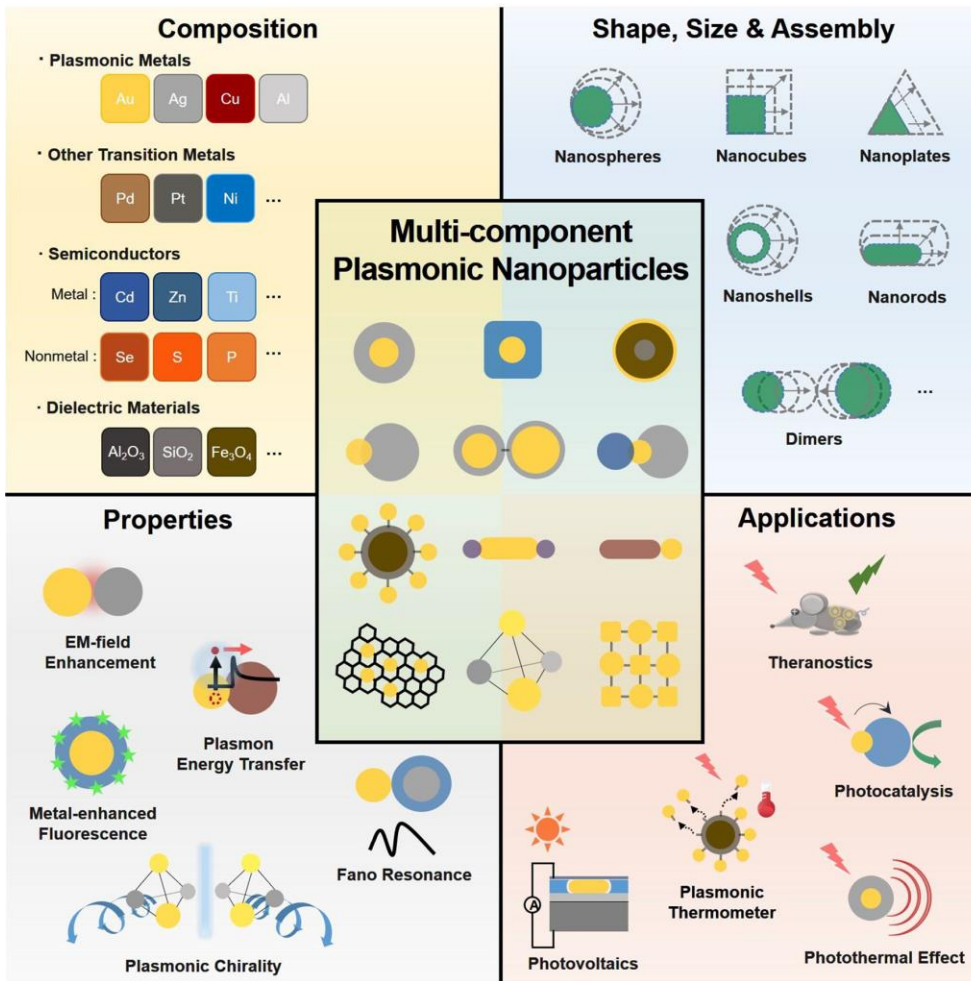 Composition
· Plasmonic Metals
Au Ag Cu Al
· Other Transition Metals
Pd Pt Ni ...
· Semiconductors
Metal : Cd Zn Ti ...
Nonmetal : Se S P ...
· Dielectric Materials
Al₂O₃ SiO₂ Fe₃O₄ ...
Shape, Size & Assembly
Nanospheres Nanocubes Nanoplates
Nanoshells Nanorods
...
Dimers
Multi-component
Plasmonic Nanoparticles
Properties
EM-field
Enhancement
Plasmon
Energy Transfer
Metal-enhanced
Fluorescence
Fano Resonance
Plasmonic Chirality
Applications
Theranostics
Photocatalysis
Plasmonic
Thermometer
A
Photovoltaics
Photothermal Effect